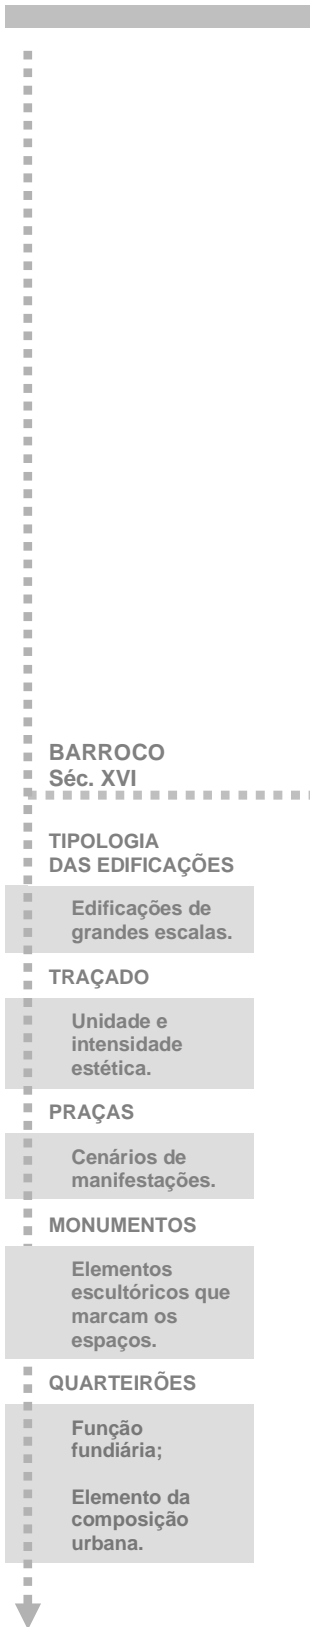 BARROCO
Séc. XVI
TIPOLOGIA
DAS EDIFICAÇÕES
Edificações de
grandes escalas.
TRAÇADO
Unidade e
intensidade
estética.
PRAÇAS
Cenários de
manifestações.
MONUMENTOS
Elementos
escultóricos que
marcam os
espaços.
QUARTEIRÕES
Função
fundiária;
Elemento da
composição
urbana.